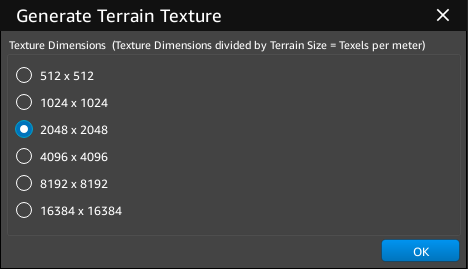 Generate Terrain Texture
Texture Dimensions (Texture Dimensions divided by Terrain Size = Texels per meter)
512 x 512
1024 x 1024
2048 x 2048
4096 x 4096
8192 x 8192
16384 x 16384
OK